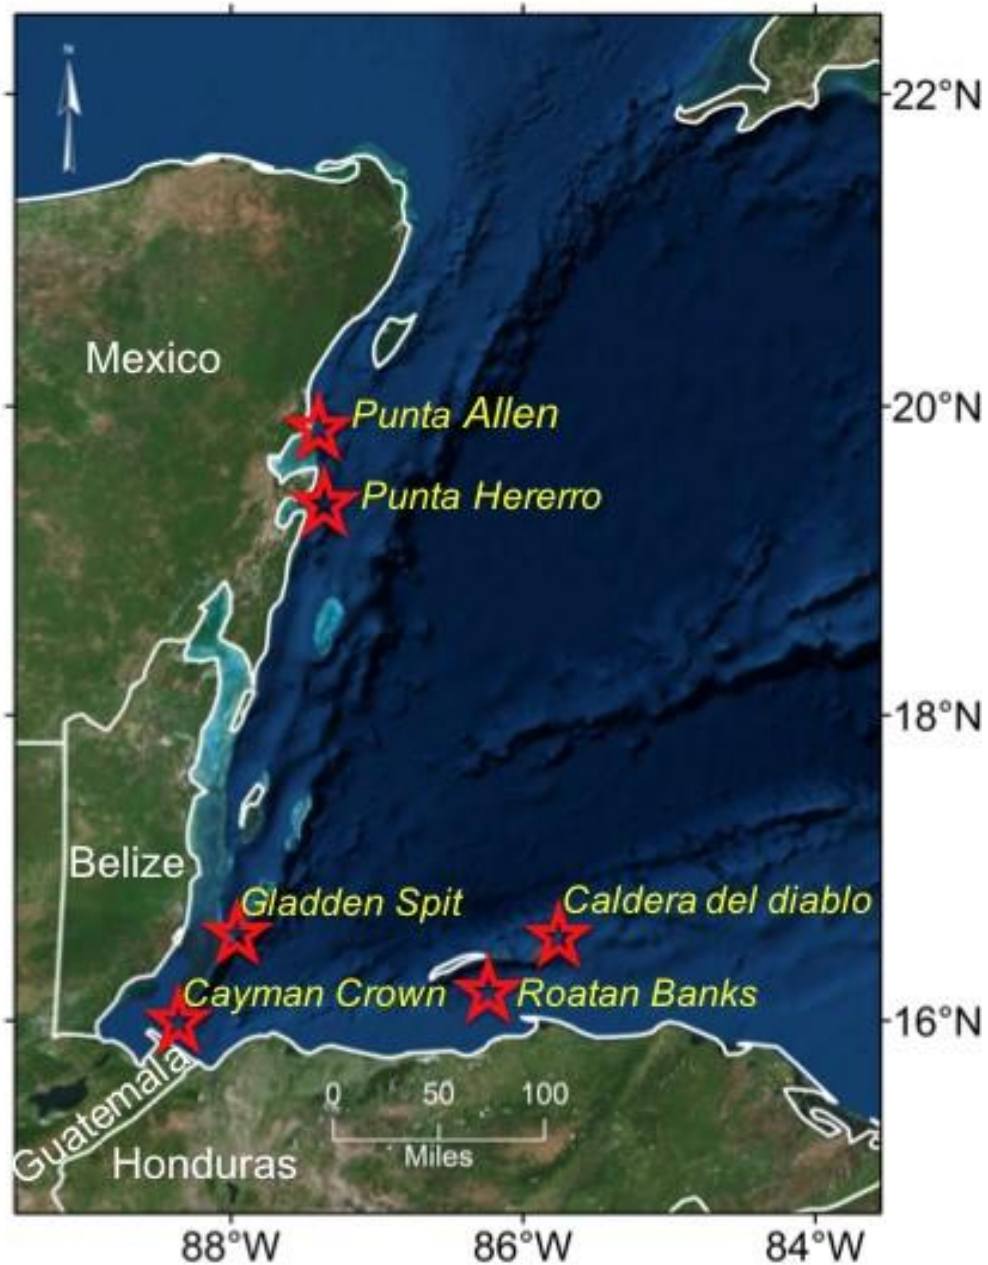 N
22°N
Mexico
20°N
Punta Allen
Punta Hererro
18°N
Belize
Gladden Spit
Caldera del diablo
Cayman Crown
Roatan Banks
16°N
Guatemala
0 50 100
Miles
Honduras
88°W 86°W 84°W